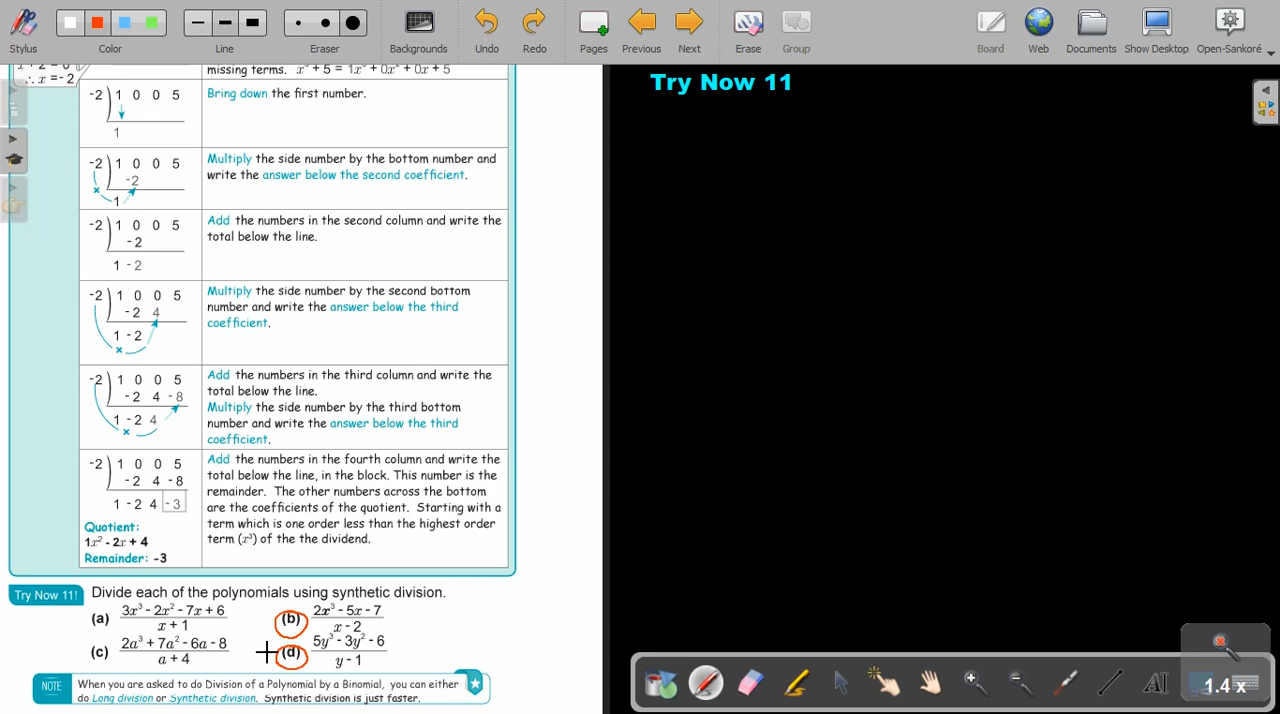 Stylus Color Line Eraser Backgrounds Undo Redo Pages Previous Next Erase Group Board Web Documents Show Desktop Open-Sankoré
Try Now 11
∴ x = -2
missing terms. x³ + 5 = 1x³ + 0x² + 0x + 5
-2 1 0 0 5
1
Bring down the first number.
-2 1 0 0 5
-2
× 1
Multiply the side number by the bottom number and
write the answer below the second coefficient.
-2 1 0 0 5
-2
1 -2
Add the numbers in the second column and write the
total below the line.
-2 1 0 0 5
-2 4
1 -2
×
Multiply the side number by the second bottom
number and write the answer below the third
coefficient.
-2 1 0 0 5
-2 4 -8
1 -2 4
×
Add the numbers in the third column and write the
total below the line.
Multiply the side number by the third bottom
number and write the answer below the third
coefficient.
-2 1 0 0 5
-2 4 -8
1 -2 4 -3
Quotient:
1x² - 2x + 4
Remainder: -3
Add the numbers in the fourth column and write the
total below the line, in the block. This number is the
remainder. The other numbers across the bottom
are the coefficients of the quotient. Starting with a
term which is one order less than the highest order
term (x³) of the the dividend.
Try Now 11! Divide each of the polynomials using synthetic division.
(a) 3x³ - 2x² - 7x + 6 / x + 1 (b) 2x³ - 5x - 7 / x - 2
(c) 2a³ + 7a² - 6a - 8 / a + 4 (d) 5y³ - 3y² - 6 / y - 1
NOTE When you are asked to do Division of a Polynomial by a Binomial, you can either
do Long division or Synthetic division. Synthetic division is just faster.
1.4 x